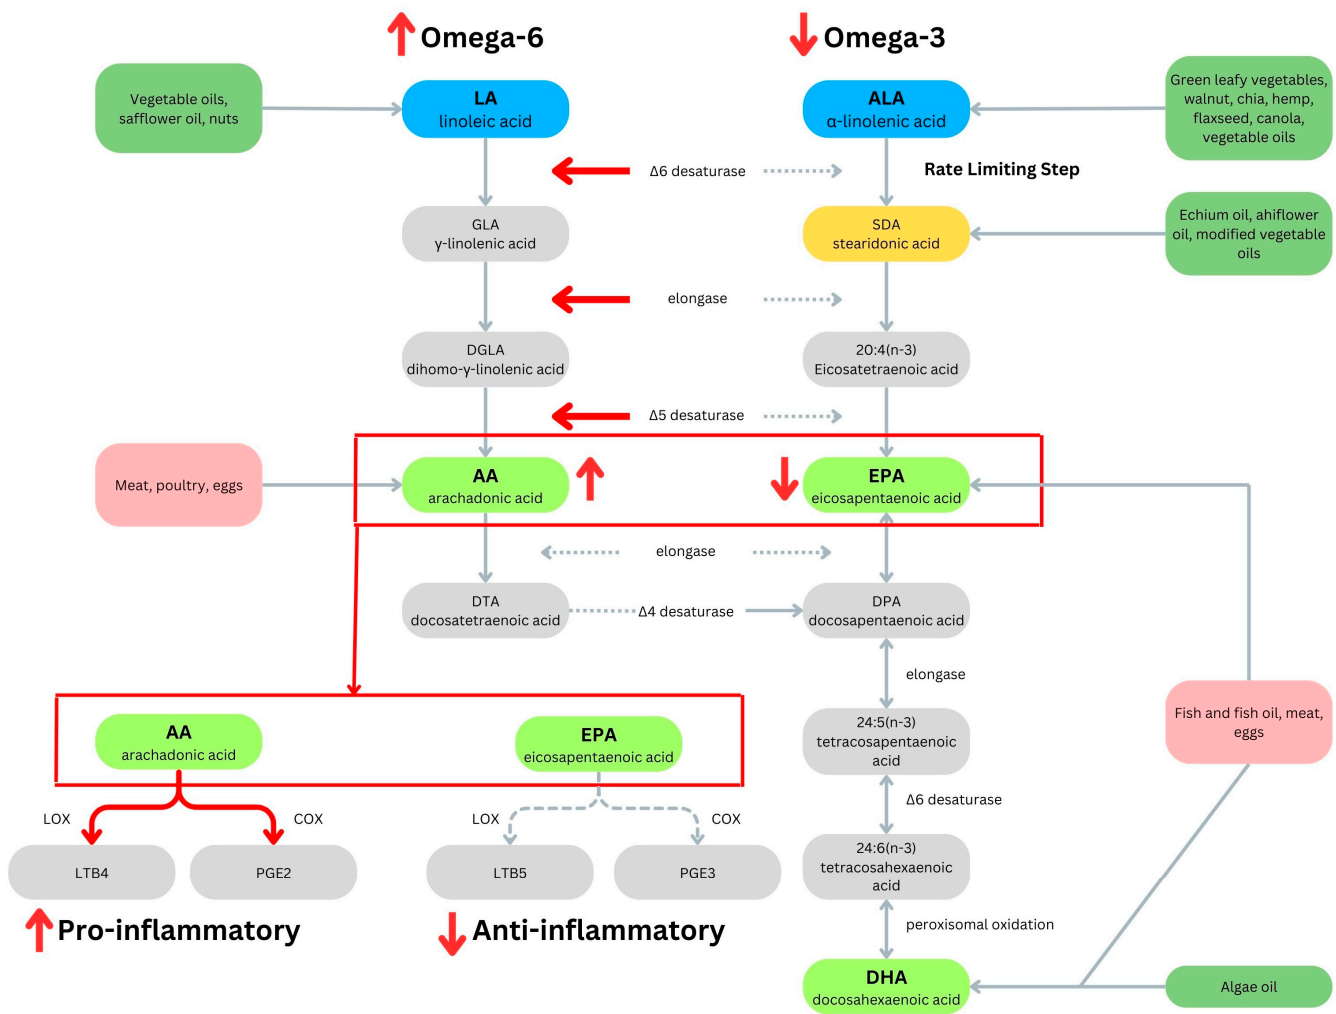 Omega-6
Omega-3
Vegetable oils,
safflower oil, nuts
LA
linoleic acid
ALA
α-linolenic acid
Green leafy vegetables,
walnut, chia, hemp,
flaxseed, canola,
vegetable oils
Δ6 desaturase
Rate Limiting Step
GLA
γ-linolenic acid
SDA
stearidonic acid
Echium oil, ahiflower
oil, modified vegetable
oils
elongase
DGLA
dihomo-γ-linolenic acid
20:4(n-3)
Eicosatetraenoic acid
Δ5 desaturase
Meat, poultry, eggs
AA
arachadonic acid
EPA
eicosapentaenoic acid
elongase
DTA
docosatetraenoic acid
Δ4 desaturase
DPA
docosapentaenoic acid
elongase
AA
arachadonic acid
EPA
eicosapentaenoic acid
24:5(n-3)
tetracosapentaenoic
acid
Fish and fish oil, meat,
eggs
LOX
COX
LOX
COX
Δ6 desaturase
LTB4
PGE2
LTB5
PGE3
24:6(n-3)
tetracosahexaenoic
acid
Pro-inflammatory
Anti-inflammatory
peroxisomal oxidation
DHA
docosahexaenoic acid
Algae oil